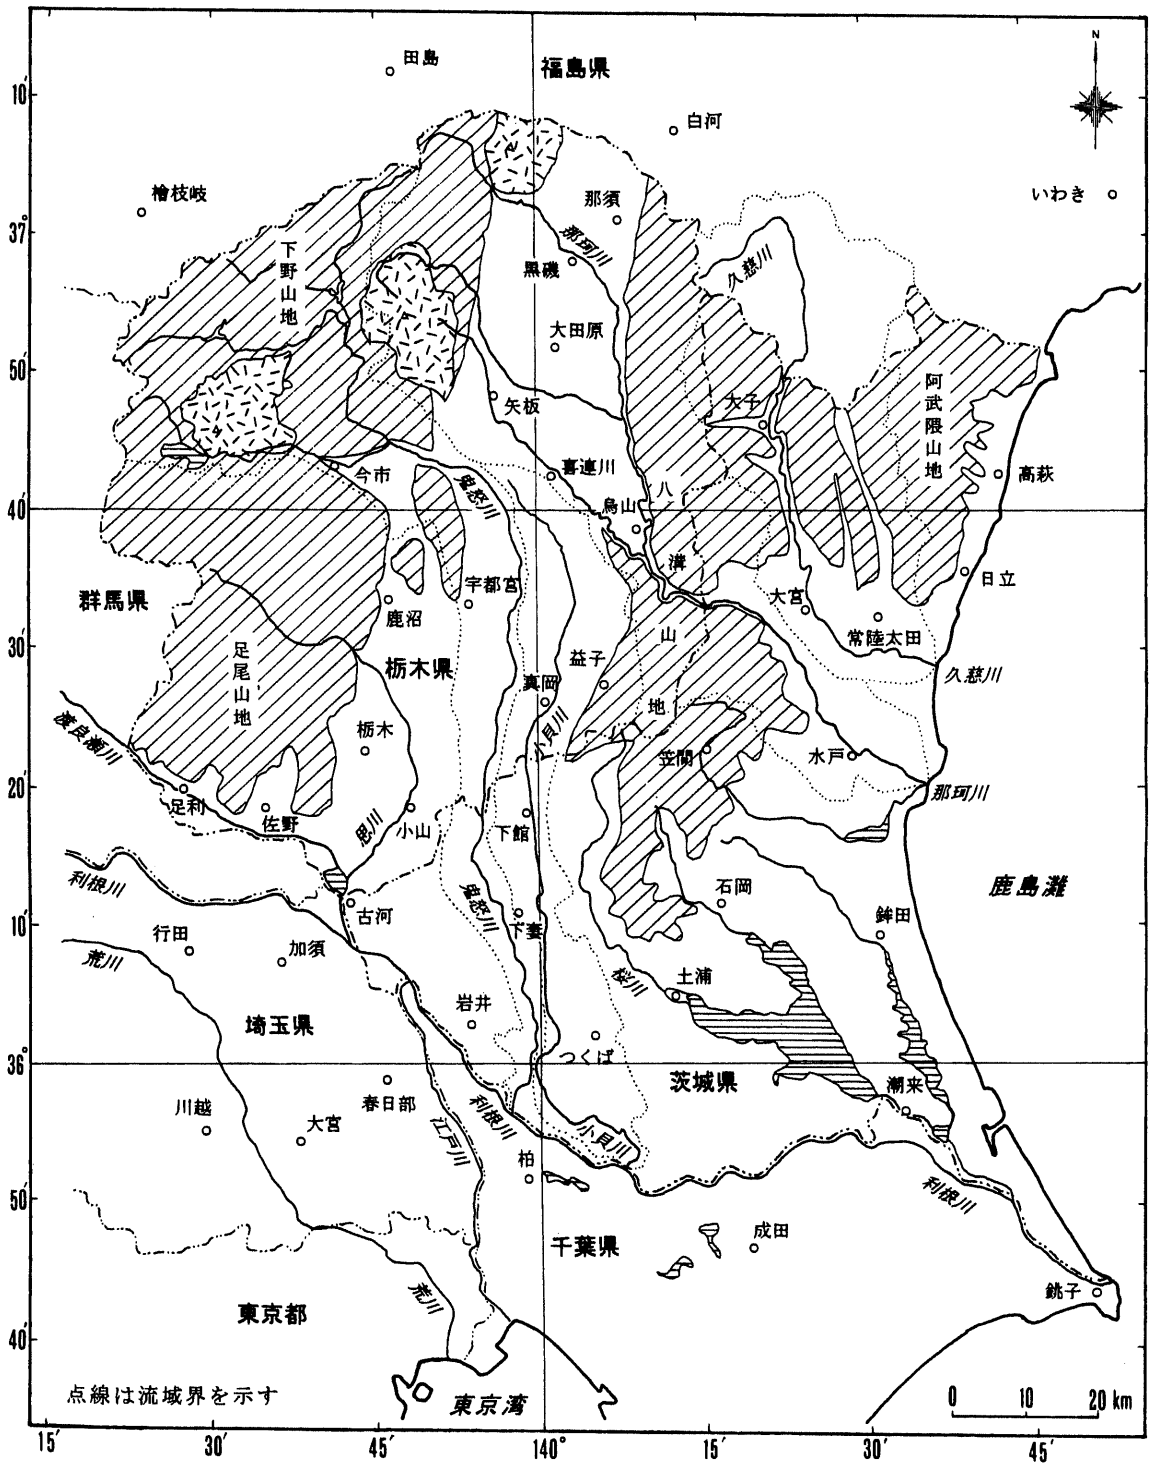 N
田島
福島県
10′
白河
檜枝岐
いわき
那須
37°
那珂川
下野山地
久慈川
黒磯
大田原
50′
阿武隈山地
矢板
大子
喜連川
高萩
今市
鬼怒川
八溝山地
烏山
40′
日立
宇都宮
群馬県
鹿沼
大宮
常陸太田
30′
足尾山地
栃木県
益子
久慈川
真岡
渡良瀬川
栃木
小貝川
笠間
水戸
20′
那珂川
足利
佐野
思川
小山
下館
利根川
石岡
鹿島灘
古河
鬼怒川
鉾田
10′
行田
下妻
荒川
加須
桜川
土浦
岩井
埼玉県
つくば
36°
茨城県
潮来
春日部
川越
大宮
江戸川
利根川
小貝川
柏
50′
利根川
成田
千葉県
荒川
銚子
東京都
40′
点線は流域界を示す
東京湾
0 10 20 km
15′ 30′ 45′ 140° 15′ 30′ 45′